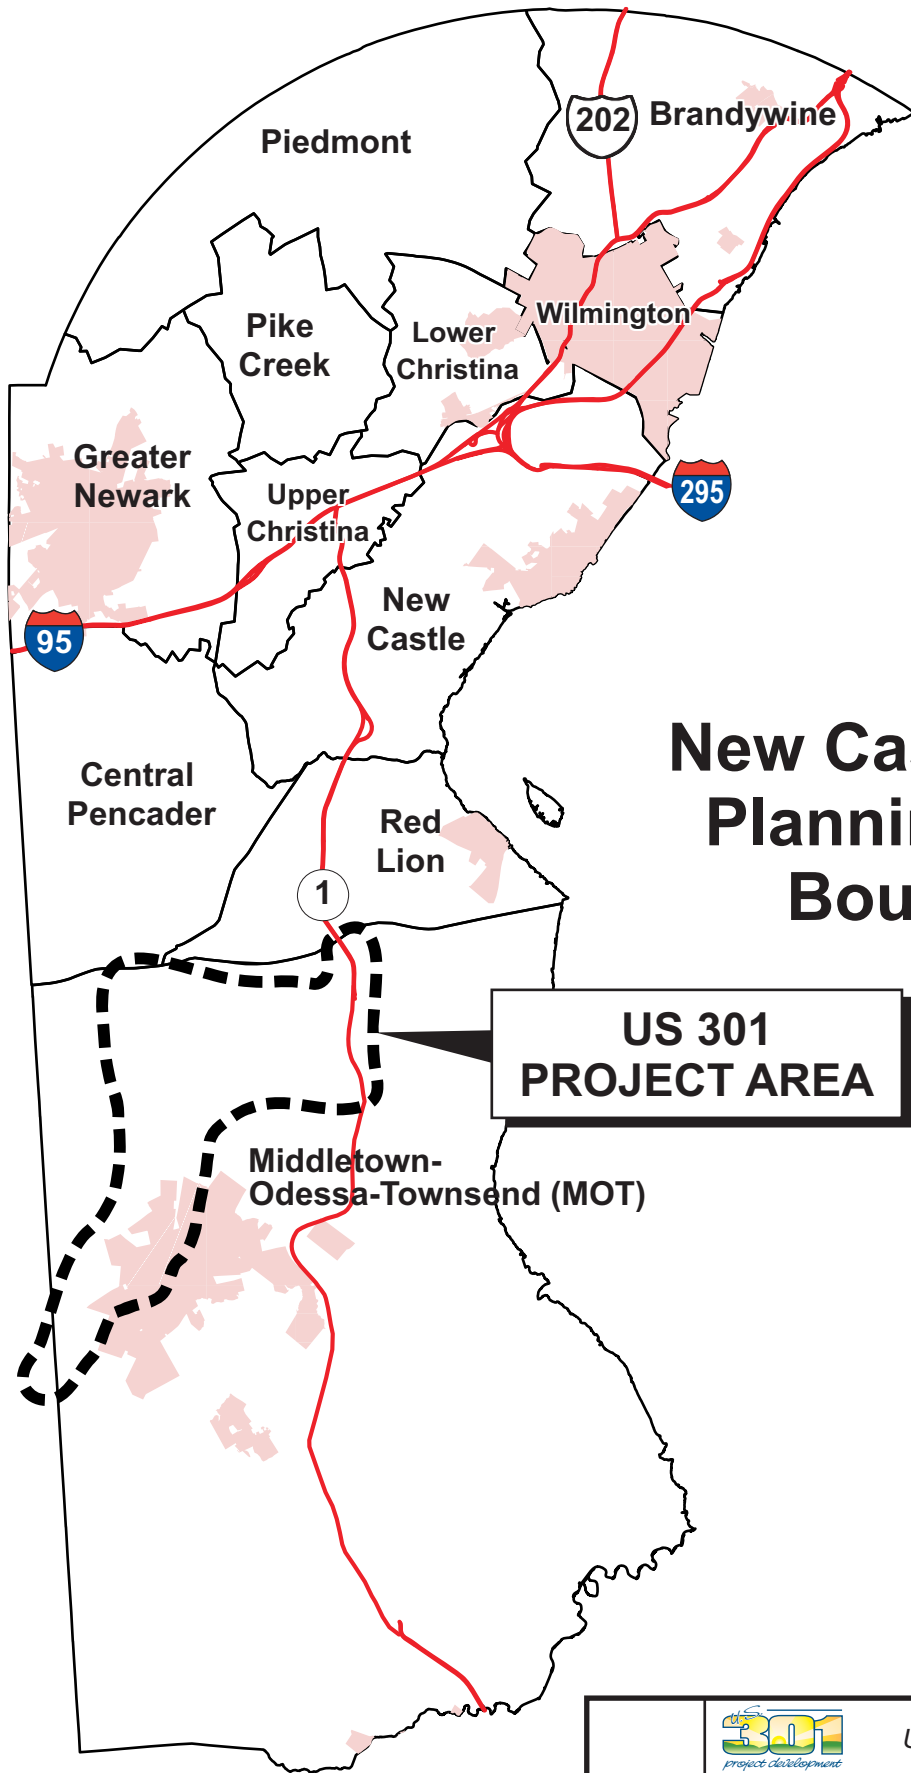 202
Brandywine
Piedmont
Pike
Creek
Lower
Christina
Wilmington
Greater
Newark
Upper
Christina
295
New
Castle
95
New Cas
Plannin
Bou
Central
Pencader
Red
Lion
1
US 301
PROJECT AREA
Middletown-
Odessa-Townsend (MOT)
U.S.
301
project development
U